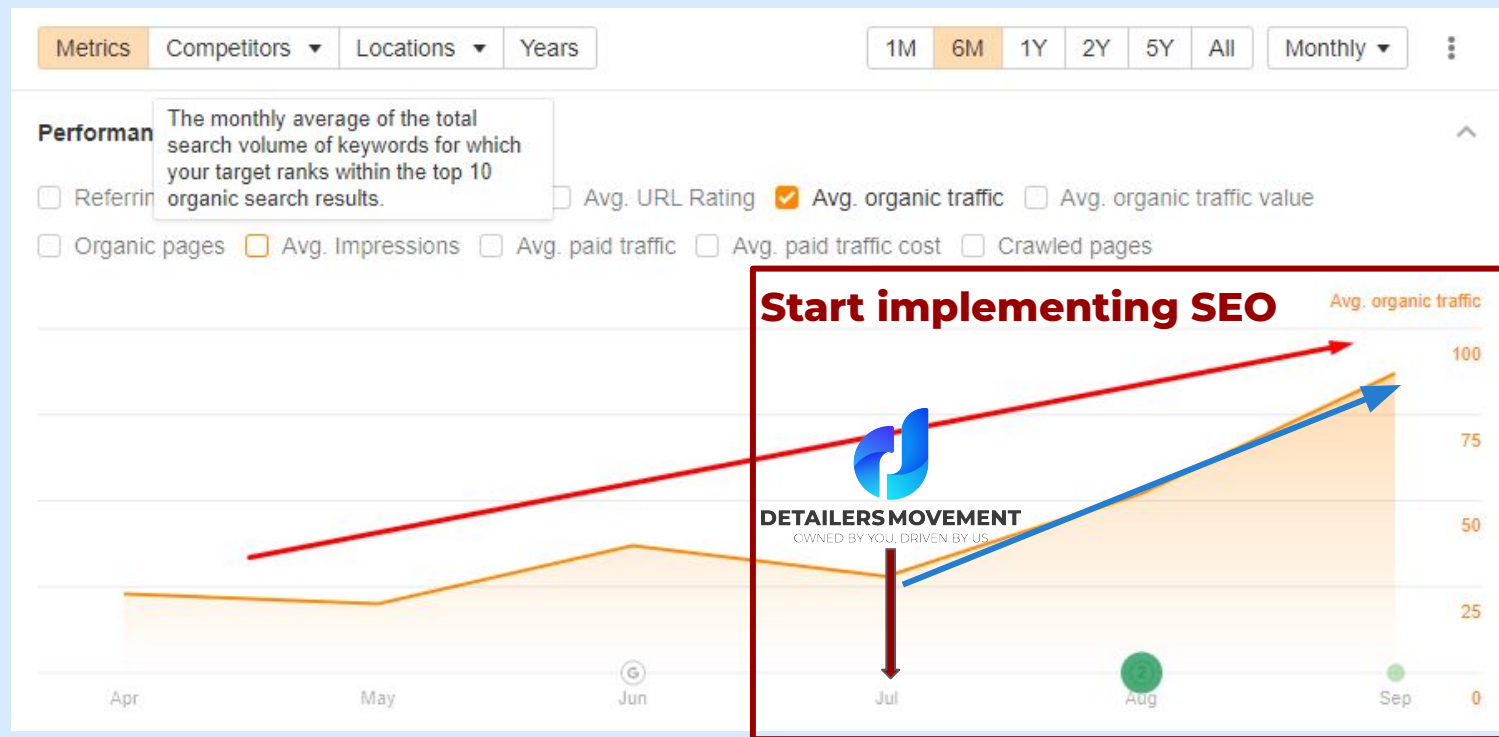 Metrics Competitors Locations Years 1M 6M 1Y 2Y 5Y All Monthly
Performan
The monthly average of the total
search volume of keywords for which
your target ranks within the top 10
organic search results.
Referrin Avg. URL Rating Avg. organic traffic Avg. organic traffic value
Organic pages Avg. Impressions Avg. paid traffic Avg. paid traffic cost Crawled pages
Start implementing SEO
Avg. organic traffic
100
75
DETAILERS MOVEMENT
OWNED BY YOU, DRIVEN BY US
50
25
G 2
Apr May Jun Jul Aug Sep 0